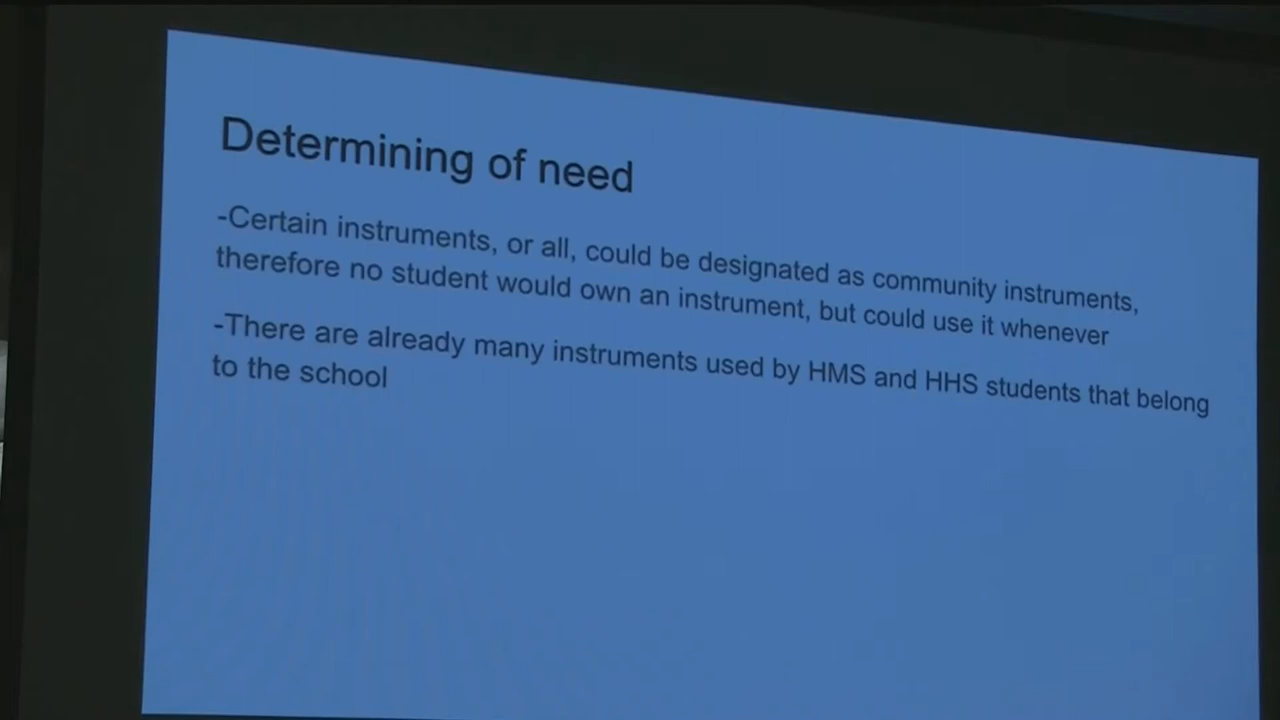 Determining of need
-Certain instruments, or all, could be designated as community instruments,
therefore no student would own an instrument, but could use it whenever
-There are already many instruments used by HMS and HHS students that belong
to the school